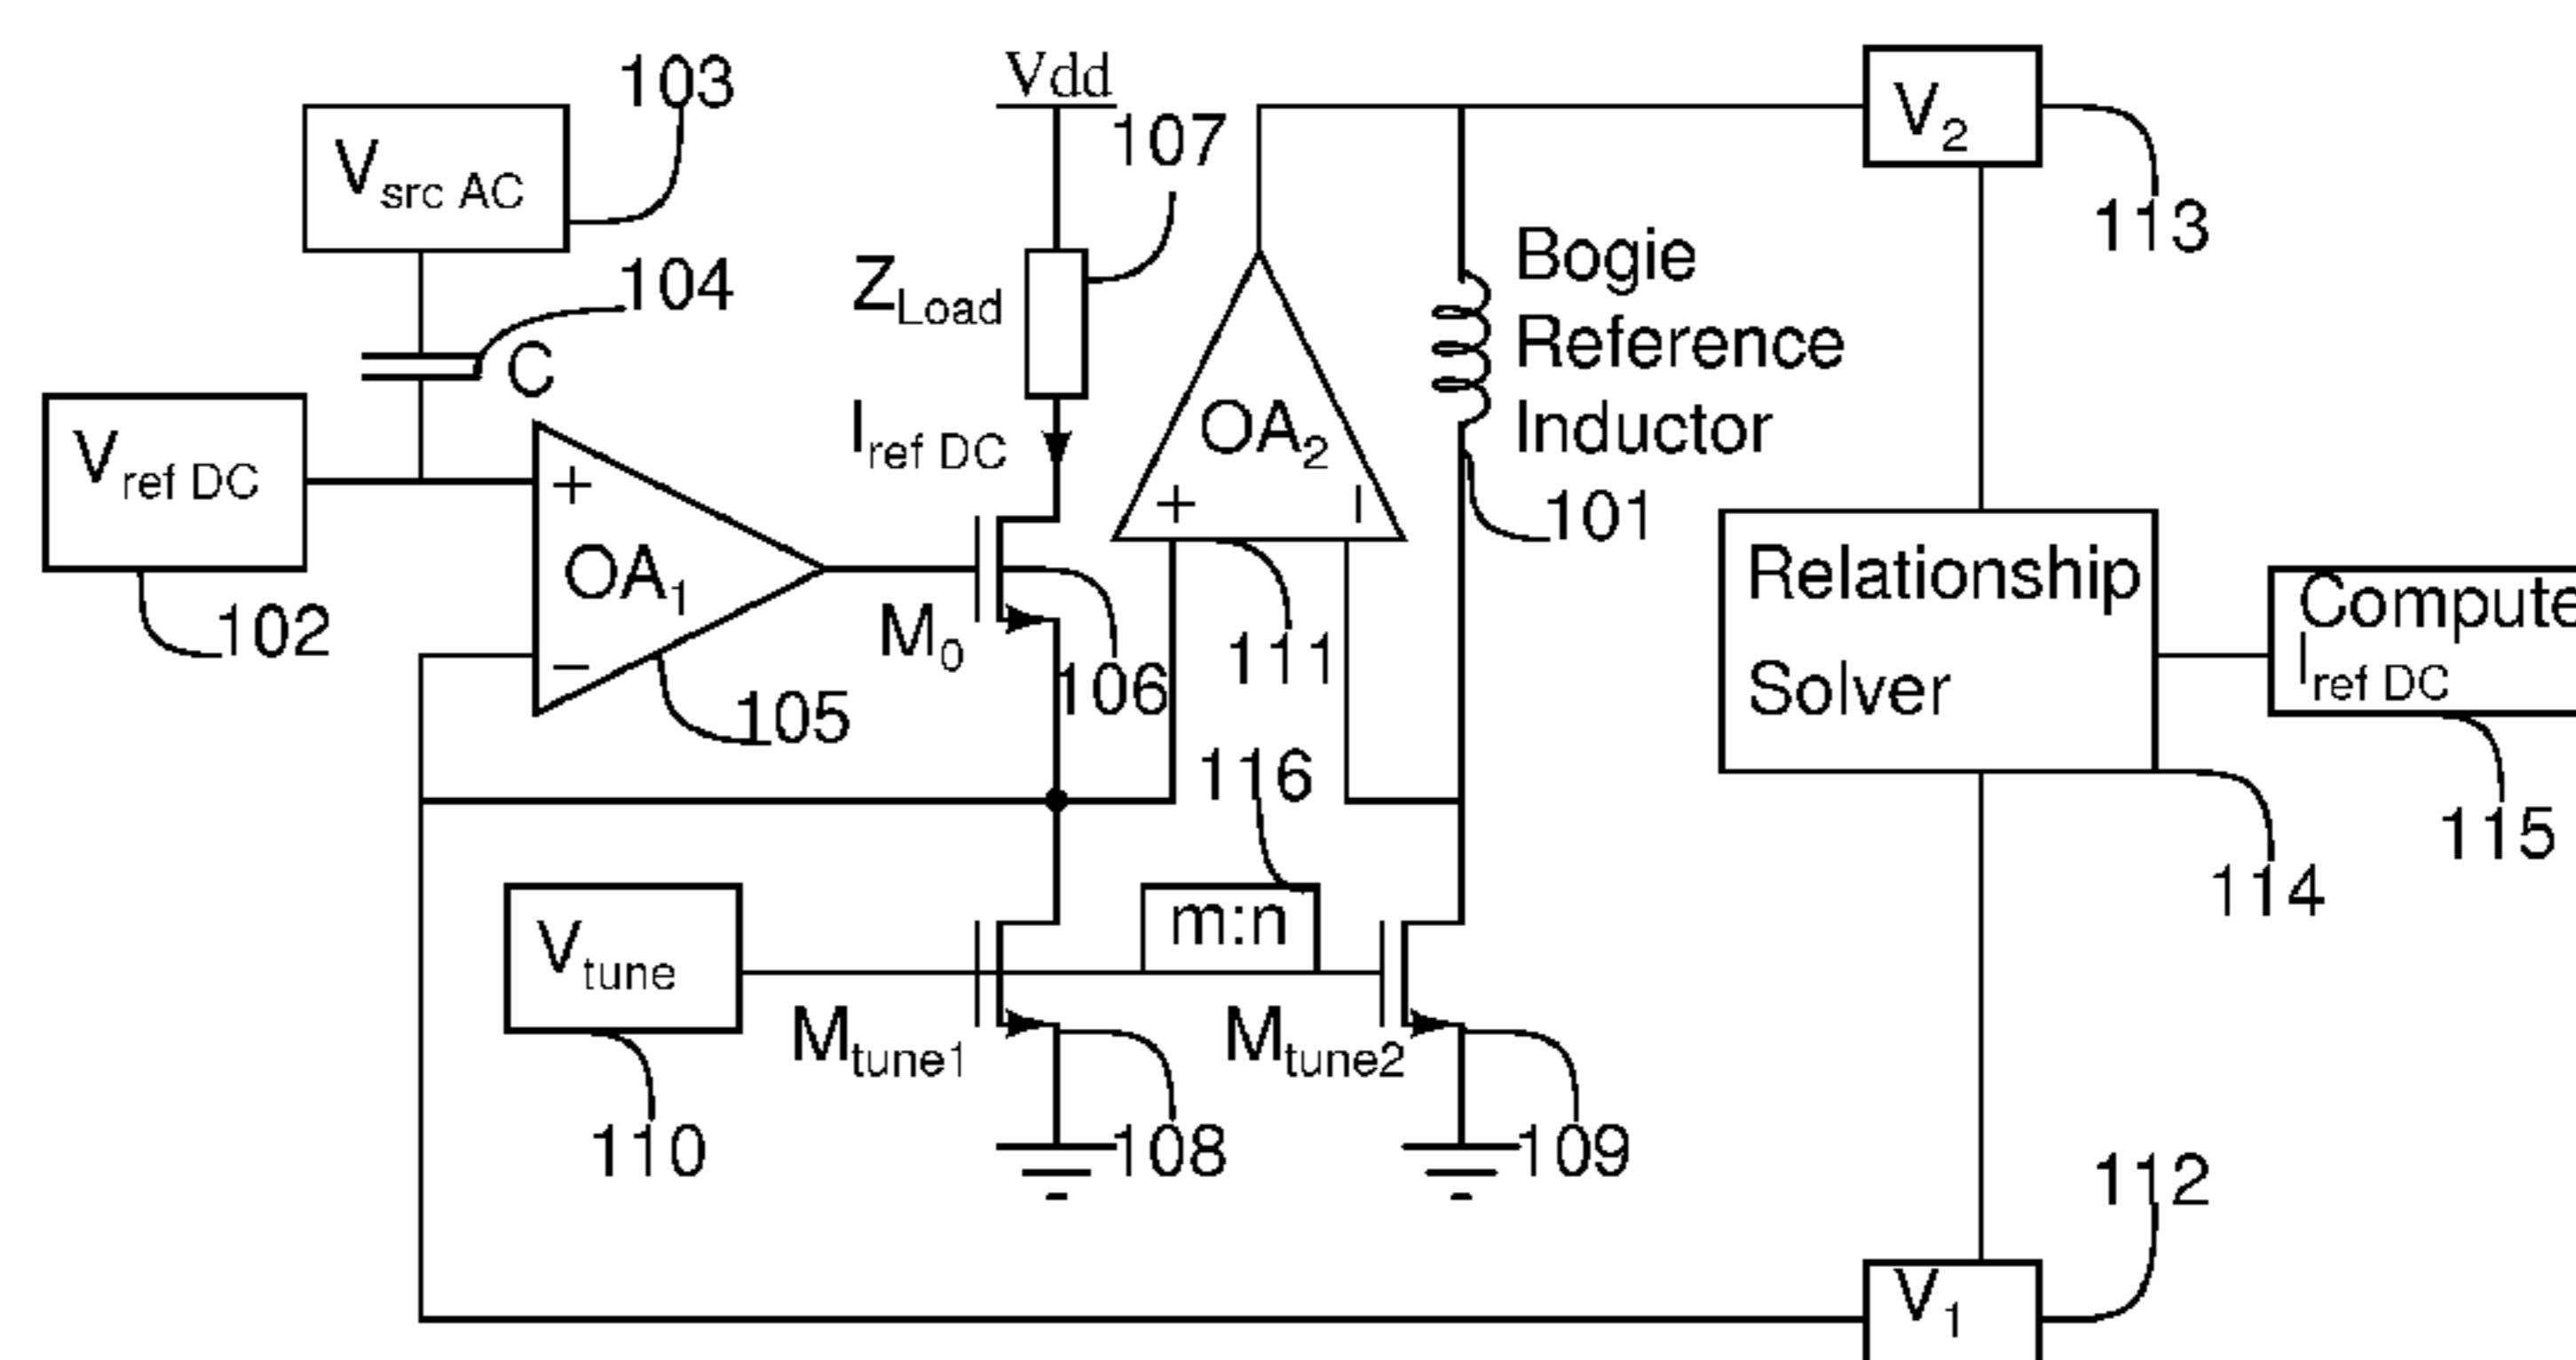 103
Vdd
V2
Vsrc AC
107
113
104
ZLoad
Bogie
Reference
Inductor
C
Vref DC
Iref DC
OA2
+
−
101
+
OA1
−
M0
102
106
111
105
Relationship
Solver
Compute
Iref DC
116
115
114
Vtune
m:n
Mtune1
Mtune2
110
108
109
112
V1